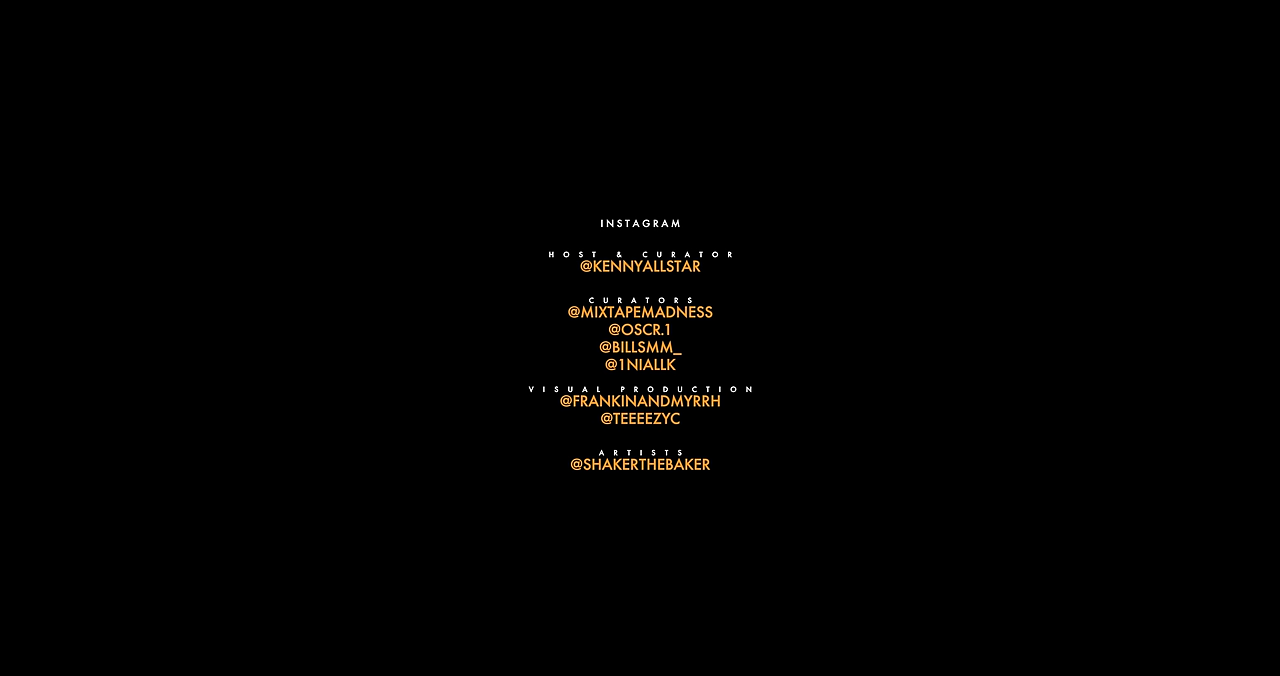 INSTAGRAM
HOST & CURATOR
@KENNYALLSTAR
CURATORS
@MIXTAPEMADNESS
@OSCR.1
@BILLSMM_
@1NIALLK
VISUAL PRODUCTION
@FRANKINANDMYRRH
@TEEEEZYC
ARTISTS
@SHAKERTHEBAKER